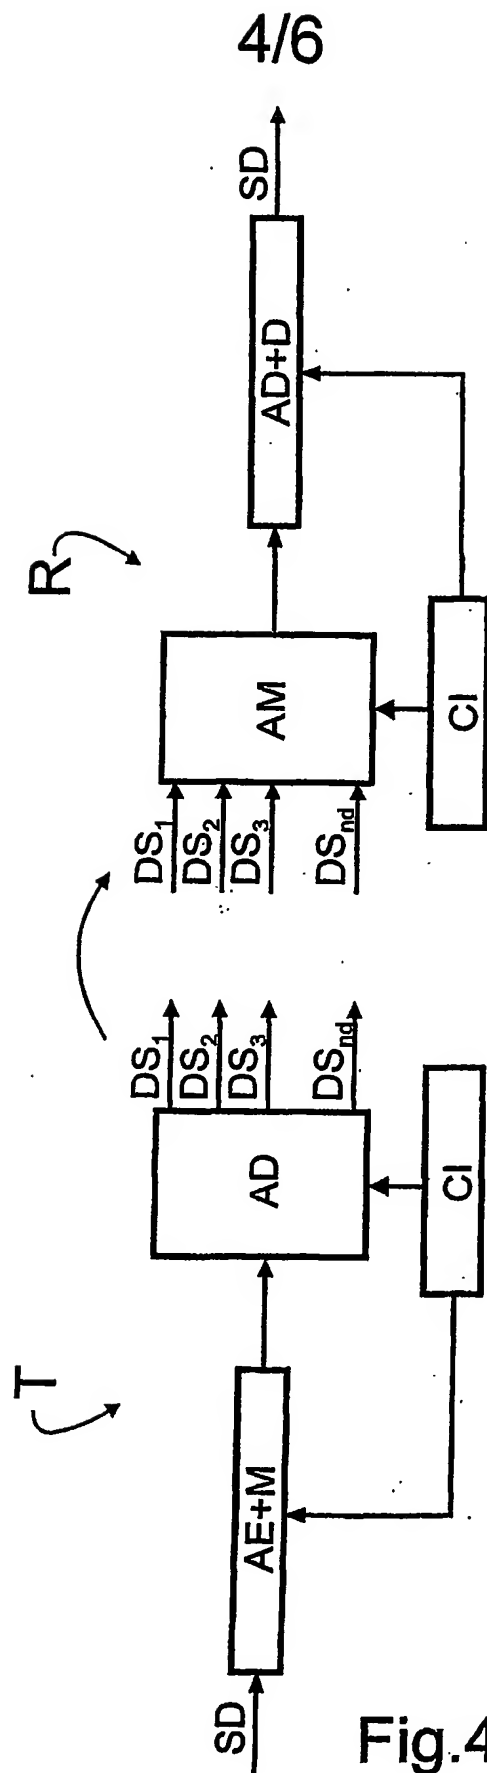 4/6
T
R
SD
AE+M
AD
CI
DS1
DS2
DS3
DSnd
DS1
DS2
DS3
DSnd
AM
CI
AD+D
SD
Fig.4